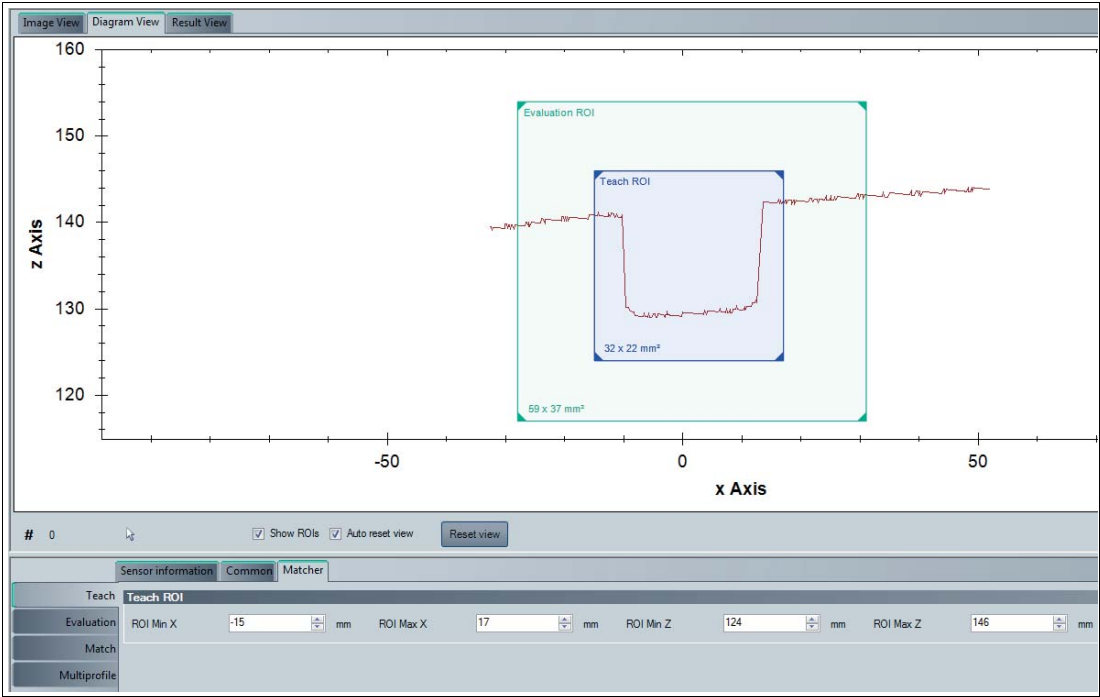 Image View Diagram View Result View
160
150
140
130
120
z Axis
Evaluation ROI
Teach ROI
32 x 22 mm²
59 x 37 mm²
-50 0 50
x Axis
# 0 Show ROIs Auto reset view Reset view
Sensor information Common Matcher
Teach
Evaluation
Match
Multiprofile
Teach ROI
ROI Min X -15 mm ROI Max X 17 mm ROI Min Z 124 mm ROI Max Z 146 mm